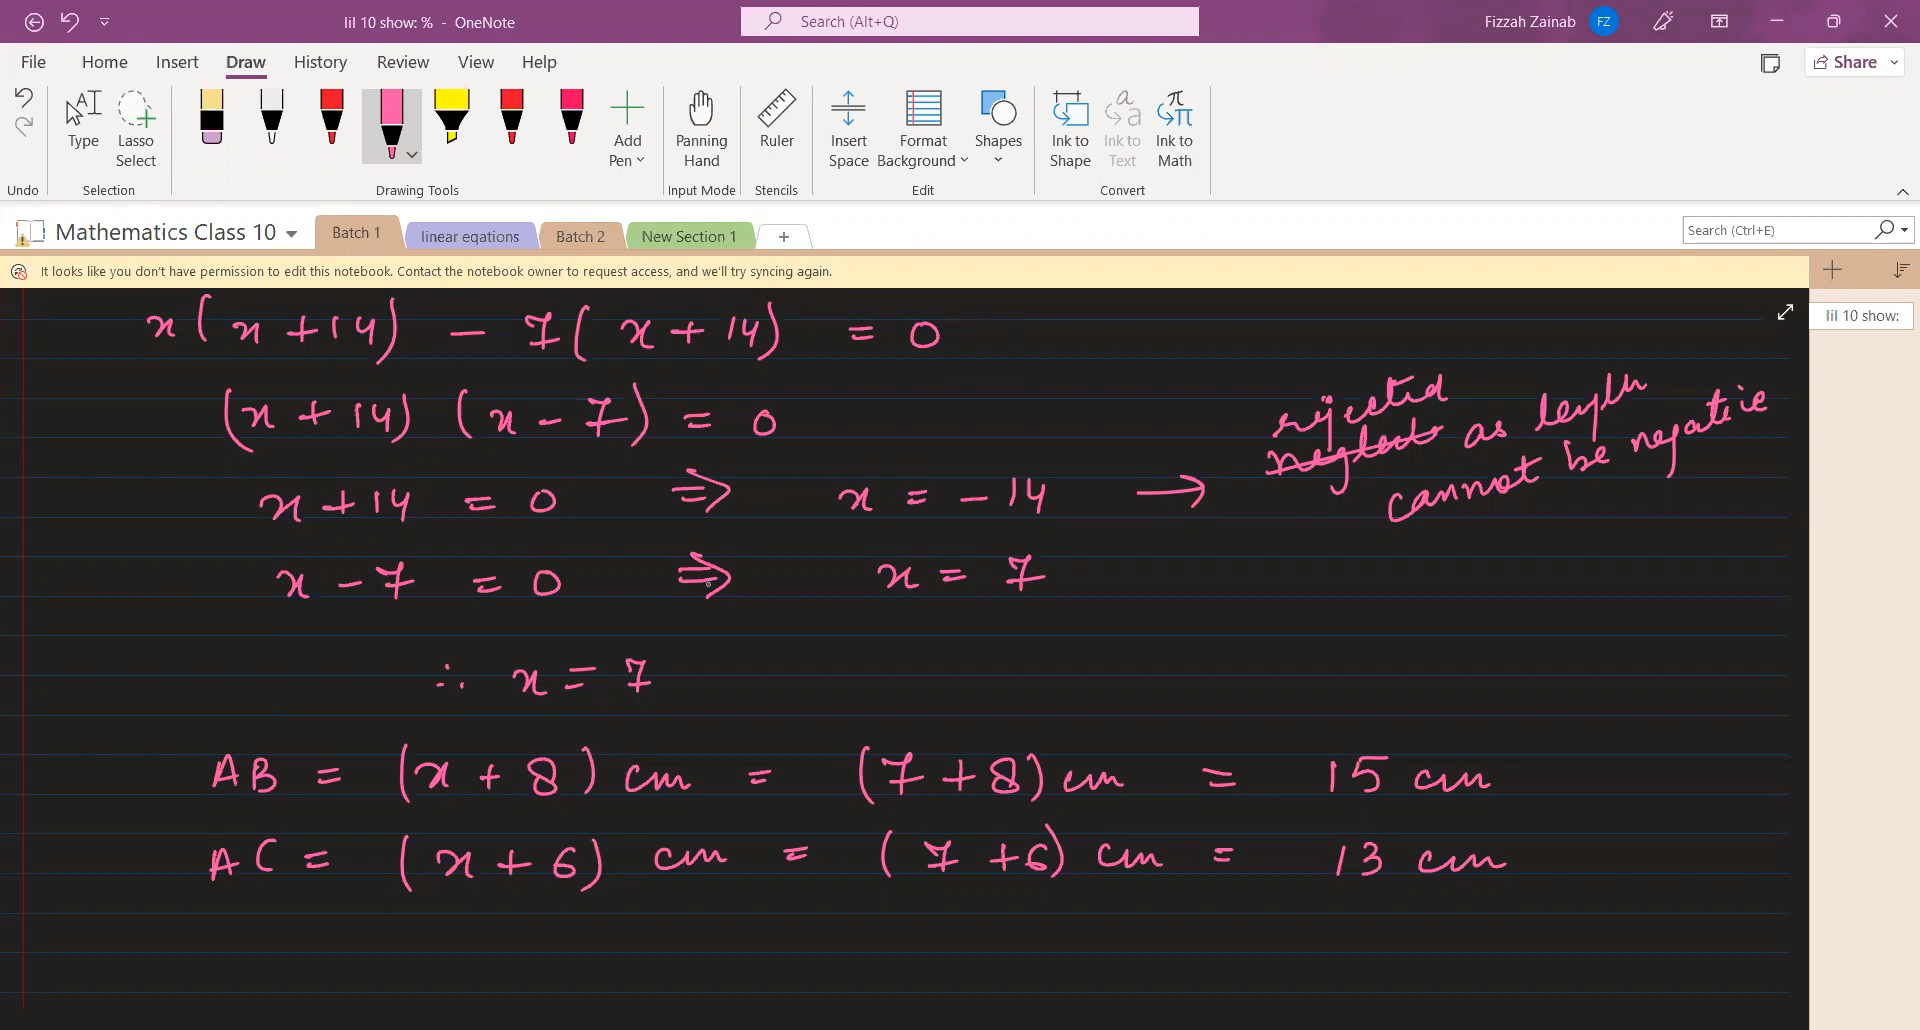 lil 10 show: % - OneNote
Search (Alt+Q)
Fizzah Zainab FZ
File Home Insert Draw History Review View Help
Share
Type
Lasso Select
Add Pen
Panning Hand
Ruler
Insert Space
Format Background
Shapes
Ink to Shape
Ink to Text
Ink to Math
Undo Selection Drawing Tools Input Mode Stencils Edit Convert
Mathematics Class 10 Batch 1 linear eqations Batch 2 New Section 1 +
Search (Ctrl+E)
It looks like you don't have permission to edit this notebook. Contact the notebook owner to request access, and we'll try syncing again.
lil 10 show:
x(x+14) - 7(x+14) = 0
(x+14) (x-7) = 0
x+14 = 0 ⇒ x = -14 →
rejected
neglect as length
cannot be negative
x-7 = 0 ⇒ x = 7
∴ x = 7
AB = (x+8) cm = (7+8) cm = 15 cm
AC = (x+6) cm = (7+6) cm = 13 cm